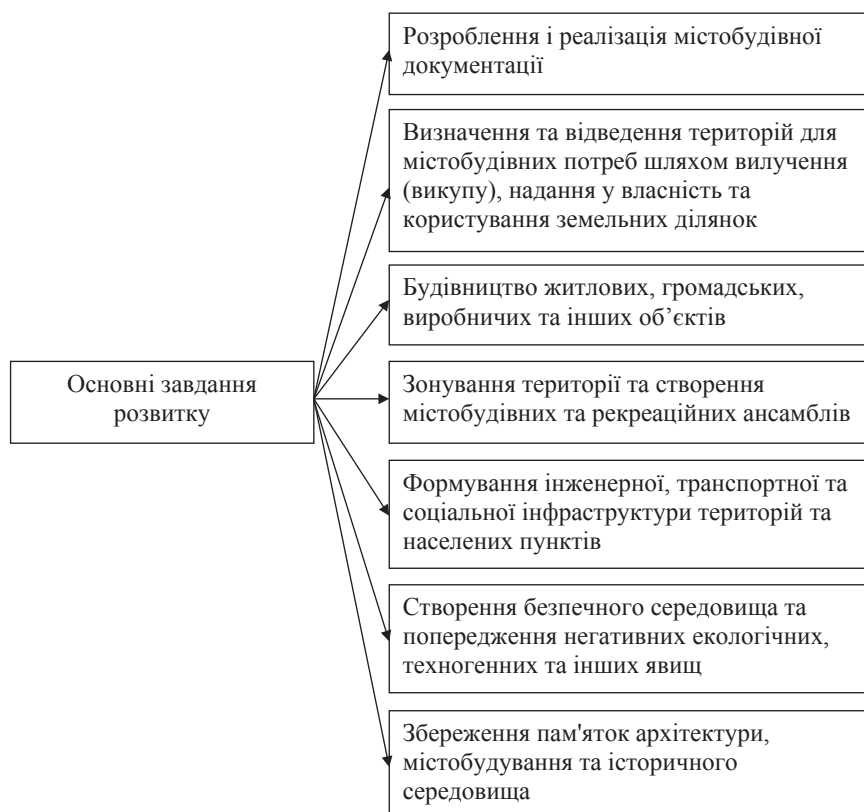 Розроблення і реалізація містобудівної
документації
Визначення та відведення територій для
містобудівних потреб шляхом вилучення
(викупу), надання у власність та
користування земельних ділянок
Будівництво житлових, громадських,
виробничих та інших об’єктів
Основні завдання
розвитку
Зонування території та створення
містобудівних та рекреаційних ансамблів
Формування інженерної, транспортної та
соціальної інфраструктури територій та
населених пунктів
Створення безпечного середовища та
попередження негативних екологічних,
техногенних та інших явищ
Збереження пам'яток архітектури,
містобудування та історичного
середовища